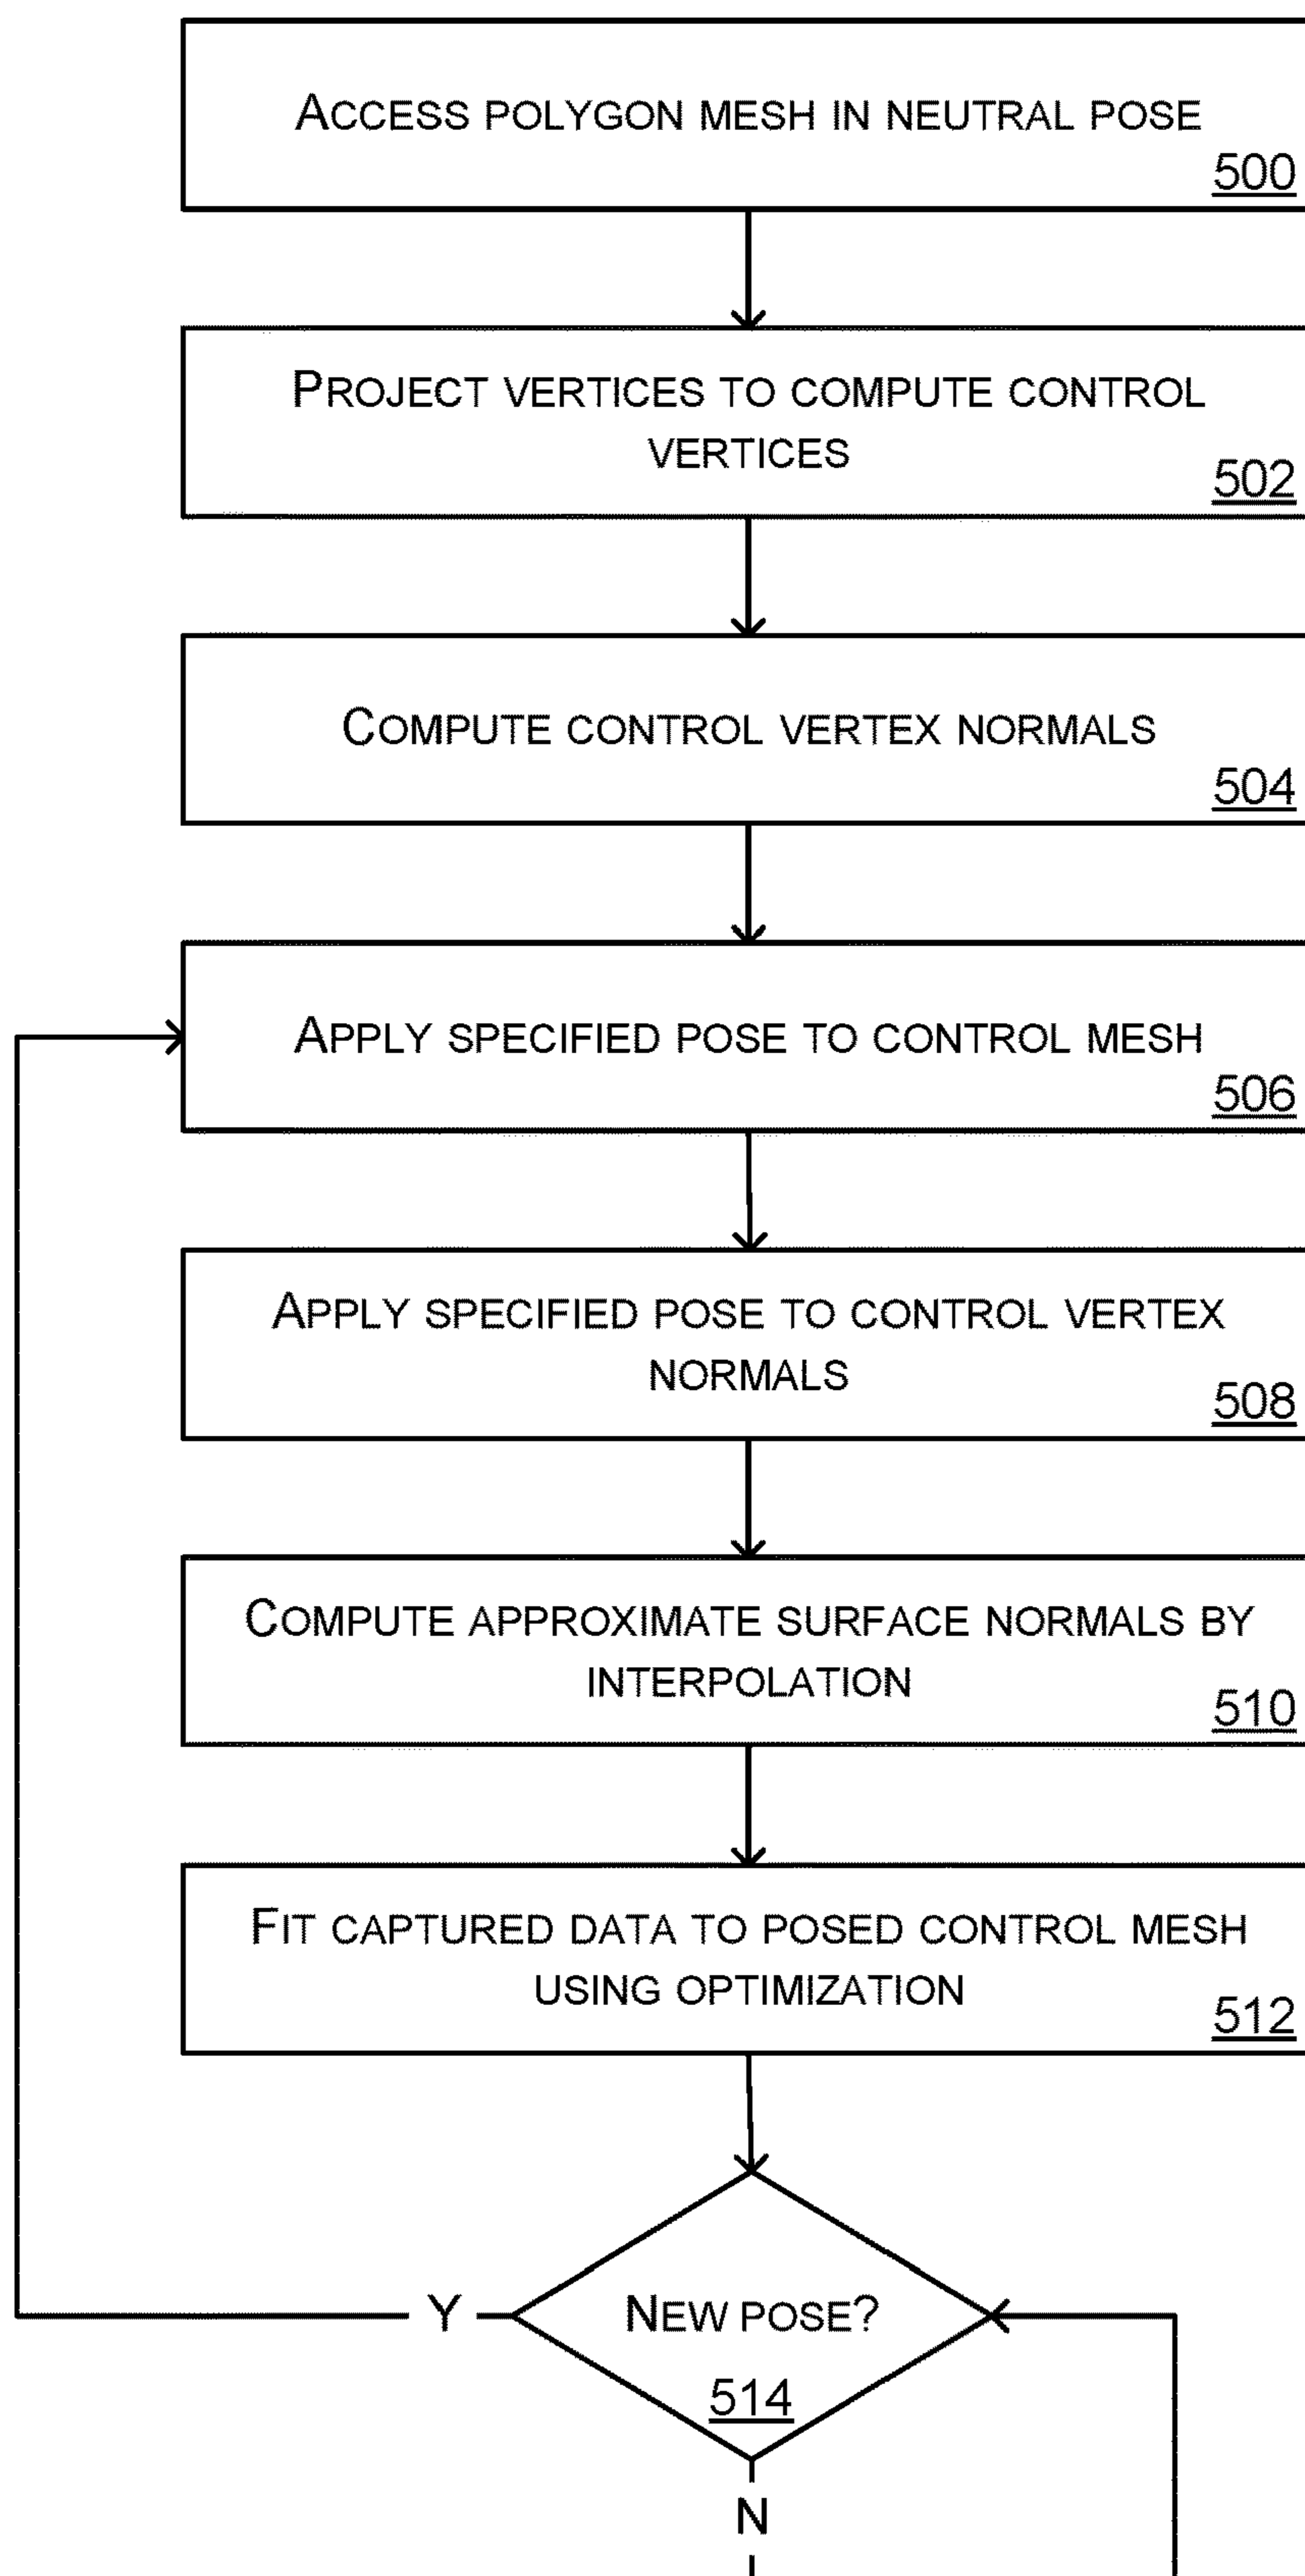 ACCESS POLYGON MESH IN NEUTRAL POSE
500
PROJECT VERTICES TO COMPUTE CONTROL
VERTICES
502
COMPUTE CONTROL VERTEX NORMALS
504
APPLY SPECIFIED POSE TO CONTROL MESH
506
APPLY SPECIFIED POSE TO CONTROL VERTEX
NORMALS
508
COMPUTE APPROXIMATE SURFACE NORMALS BY
INTERPOLATION
510
FIT CAPTURED DATA TO POSED CONTROL MESH
USING OPTIMIZATION
512
Y
NEW POSE?
514
N